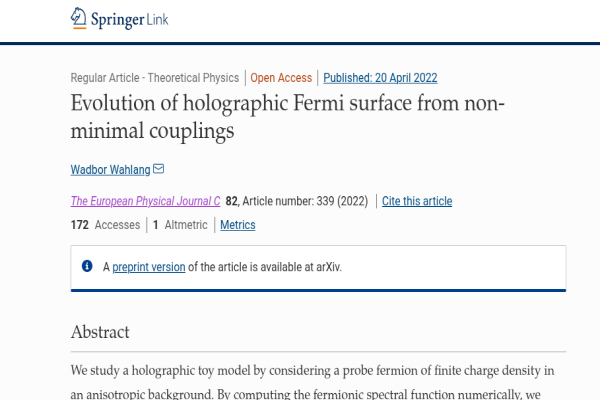 Springer Link
Regular Article - Theoretical Physics | Open Access | Published: 20 April 2022
Evolution of holographic Fermi surface from non-
minimal couplings
Wadbor Wahlang
The European Physical Journal C 82, Article number: 339 (2022) | Cite this article
172 Accesses | 1 Altmetric | Metrics
A preprint version of the article is available at arXiv.
Abstract
We study a holographic toy model by considering a probe fermion of finite charge density in
an anisotropic background. By computing the fermionic spectral function numerically, we